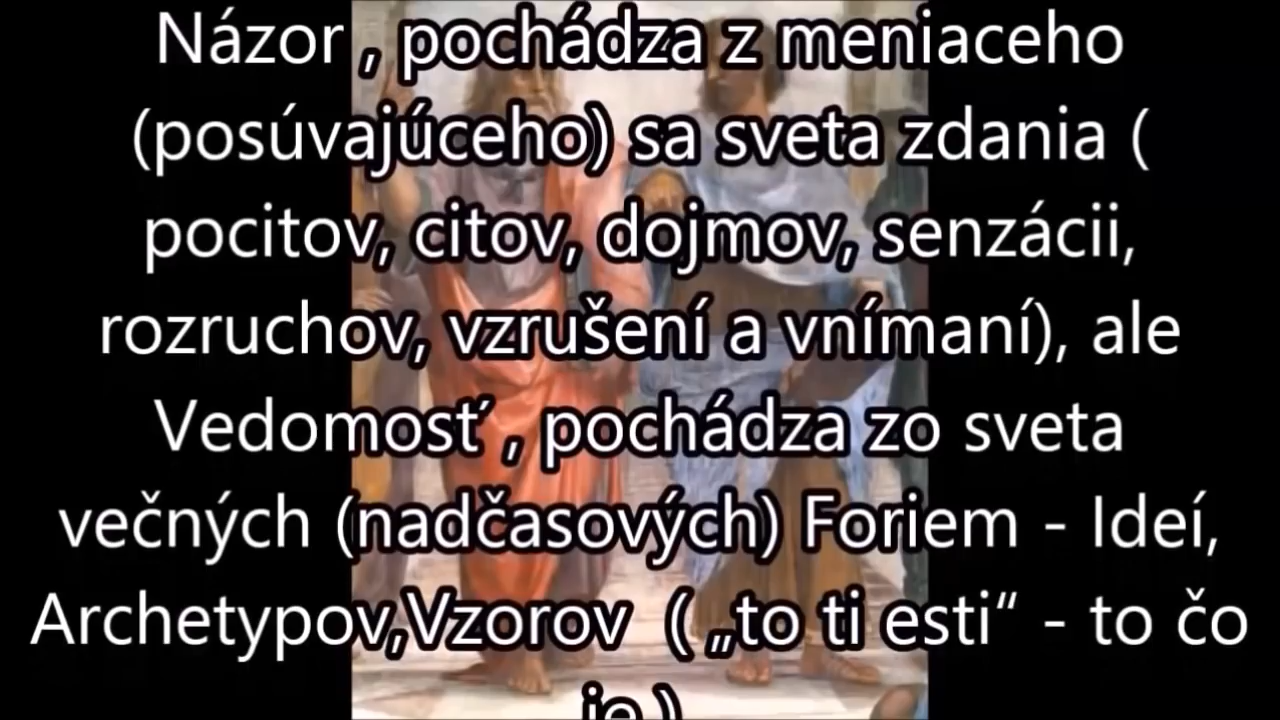 Názor , pochádza z meniaceho
(posúvajúceho) sa sveta zdania (
pocitov, citov, dojmov, senzácii,
rozruchov, vzrušení a vnímaní), ale
Vedomosť , pochádza zo sveta
večných (nadčasových) Foriem - Ideí,
Archetypov,Vzorov ( „to ti esti“ - to čo
je )